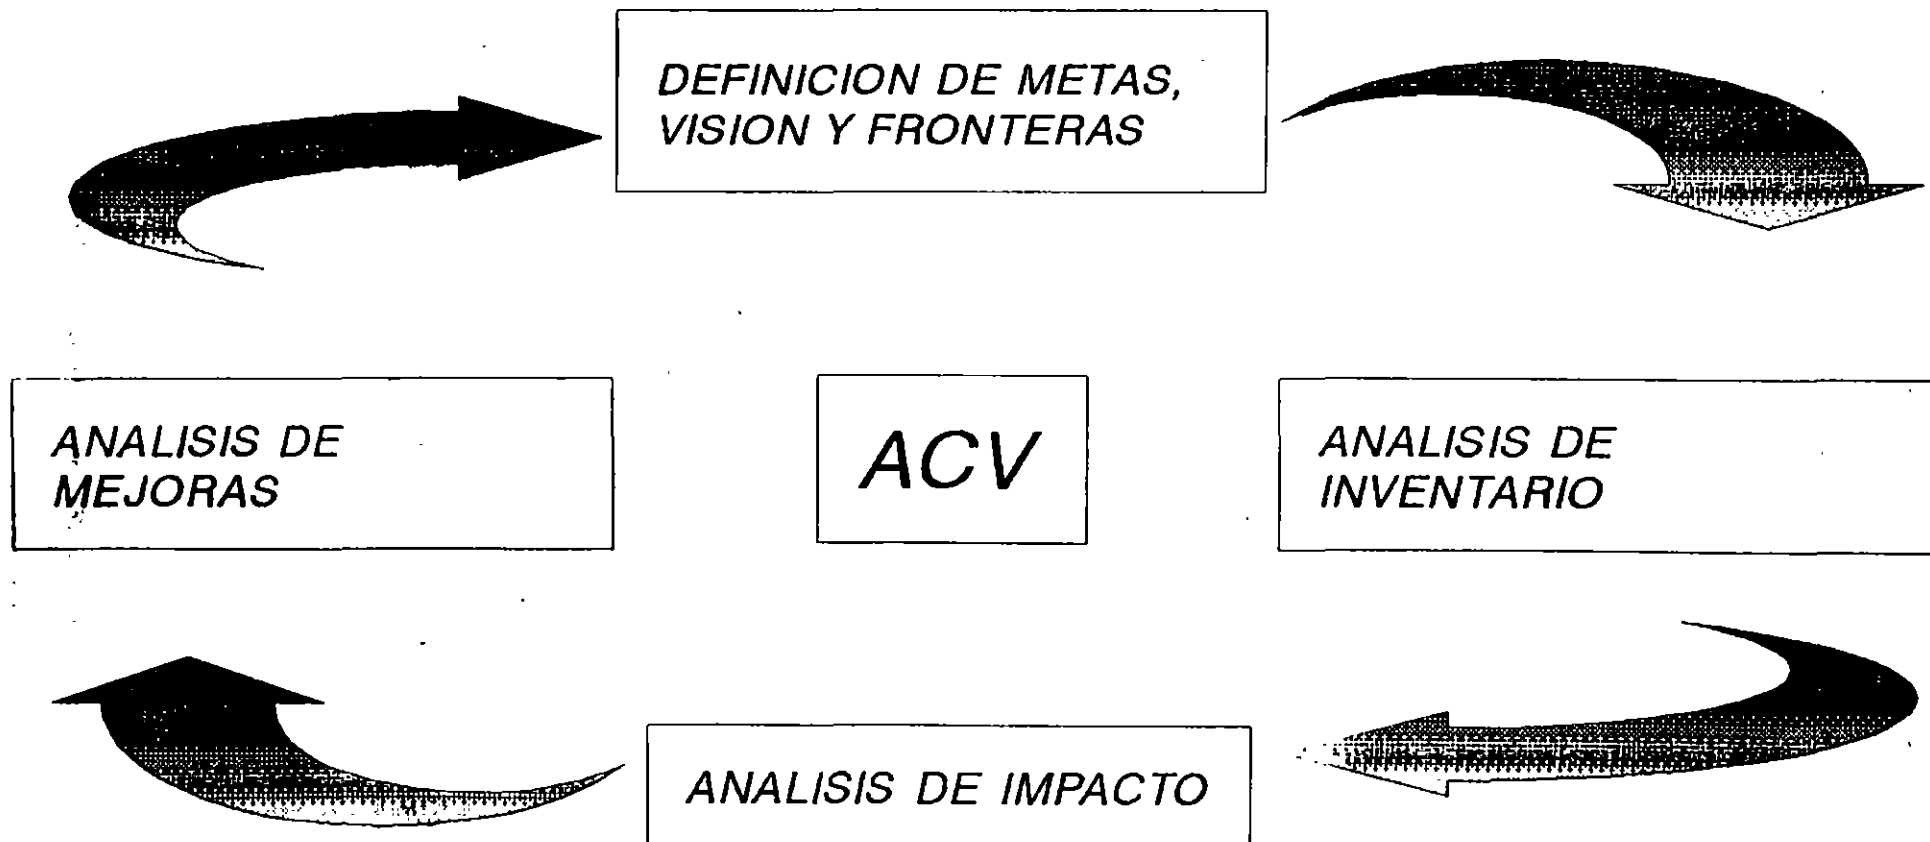 DEFINICION DE METAS,
VISION Y FRONTERAS
ANALISIS DE
MEJORAS
ACV
ANALISIS DE
INVENTARIO
ANALISIS DE IMPACTO